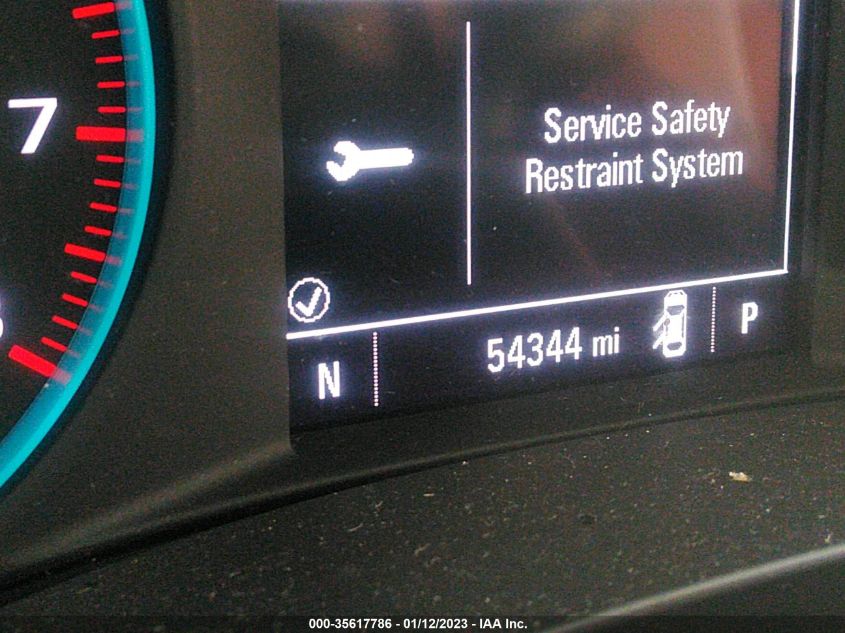 7
Service Safety
Restraint System
N
54344 mi
P
000-35617786 - 01/12/2023 - IAA Inc.